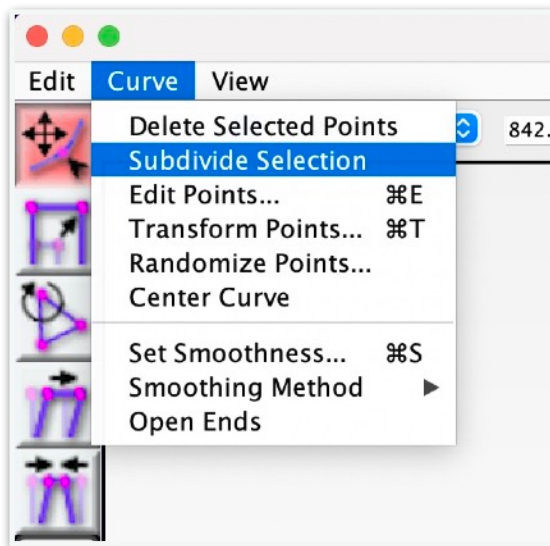 Edit Curve View
842.
Delete Selected Points
Subdivide Selection
Edit Points... ⌘E
Transform Points... ⌘T
Randomize Points...
Center Curve
Set Smoothness... ⌘S
Smoothing Method
Open Ends